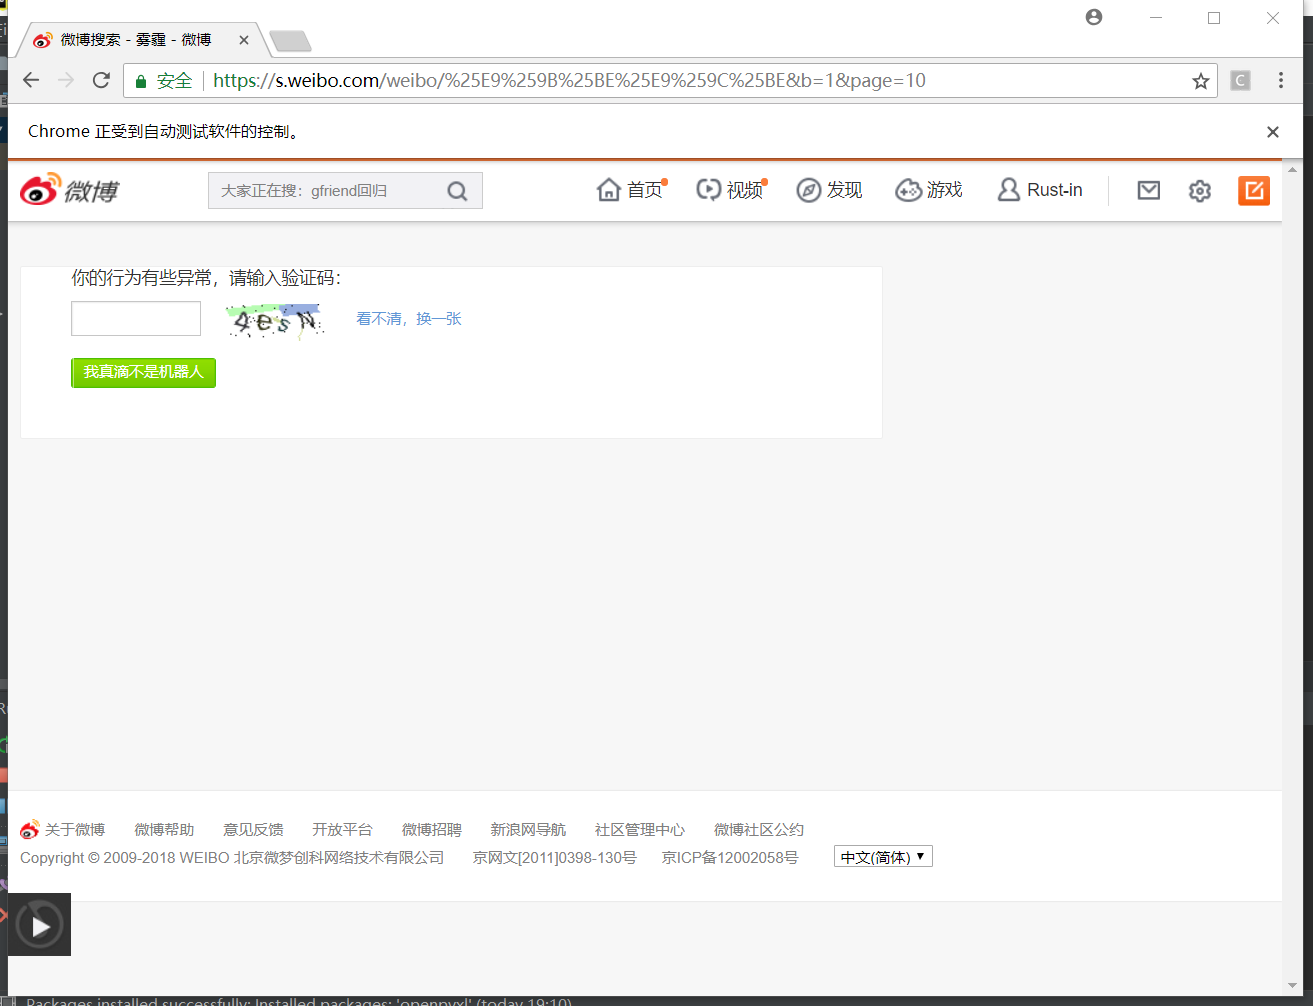 微博搜索 - 雾霾 - 微博
安全 https://s.weibo.com/weibo/%25E9%259B%25BE%25E9%259C%25BE&b=1&page=10
C
Chrome 正受到自动测试软件的控制。
微博 大家正在搜：gfriend回归 首页 视频 发现 游戏 Rust-in
你的行为有些异常，请输入验证码：
4esN 看不清，换一张
我真滴不是机器人
关于微博 微博帮助 意见反馈 开放平台 微博招聘 新浪网导航 社区管理中心 微博社区公约
Copyright © 2009-2018 WEIBO 北京微梦创科网络技术有限公司 京网文[2011]0398-130号 京ICP备12002058号 中文(简体)
Packages installed successfully: Installed packages: 'openpyxl' (today 19:10)